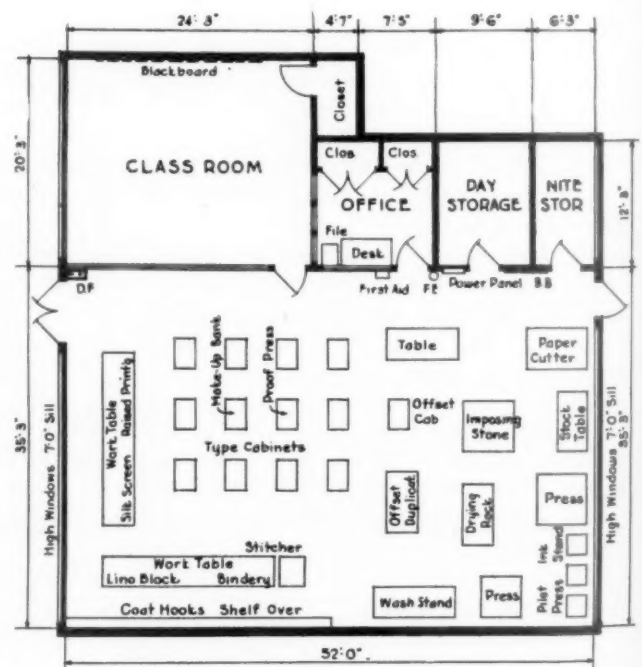 24'-3" 4'-7" 7'-5" 9'-6" 6'-3"
Blackboard
Closet
20'-3"
CLASS ROOM
Clos Clos
OFFICE
DAY
STORAGE
NITE
STOR
12'-3"
File
Desk
D.F
First Aid F.E Power Panel B.B
High Windows 7'-0" Sill
35'-3"
Work Table
Silk Screen Raised Print'g
Make-Up Bank
Proof Press
Type Cabinets
Table
Paper
Cutter
Offset
Cab
Imposing
Stone
Stock
Table
High Windows 7'-0" Sill
35'-3"
Offset
Duplicat
Drying
Rack
Press
Ink
Stand
Pilot
Press
Stitcher
Work Table
Lino Block Bindery
Wash Stand
Press
Coat Hooks Shelf Over
52'-0"